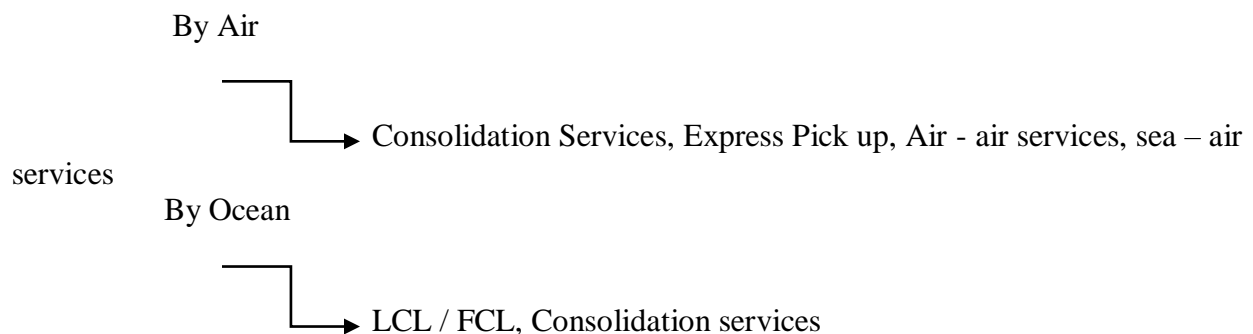 By Air
Consolidation Services, Express Pick up, Air - air services, sea – air
services
By Ocean
LCL / FCL, Consolidation services